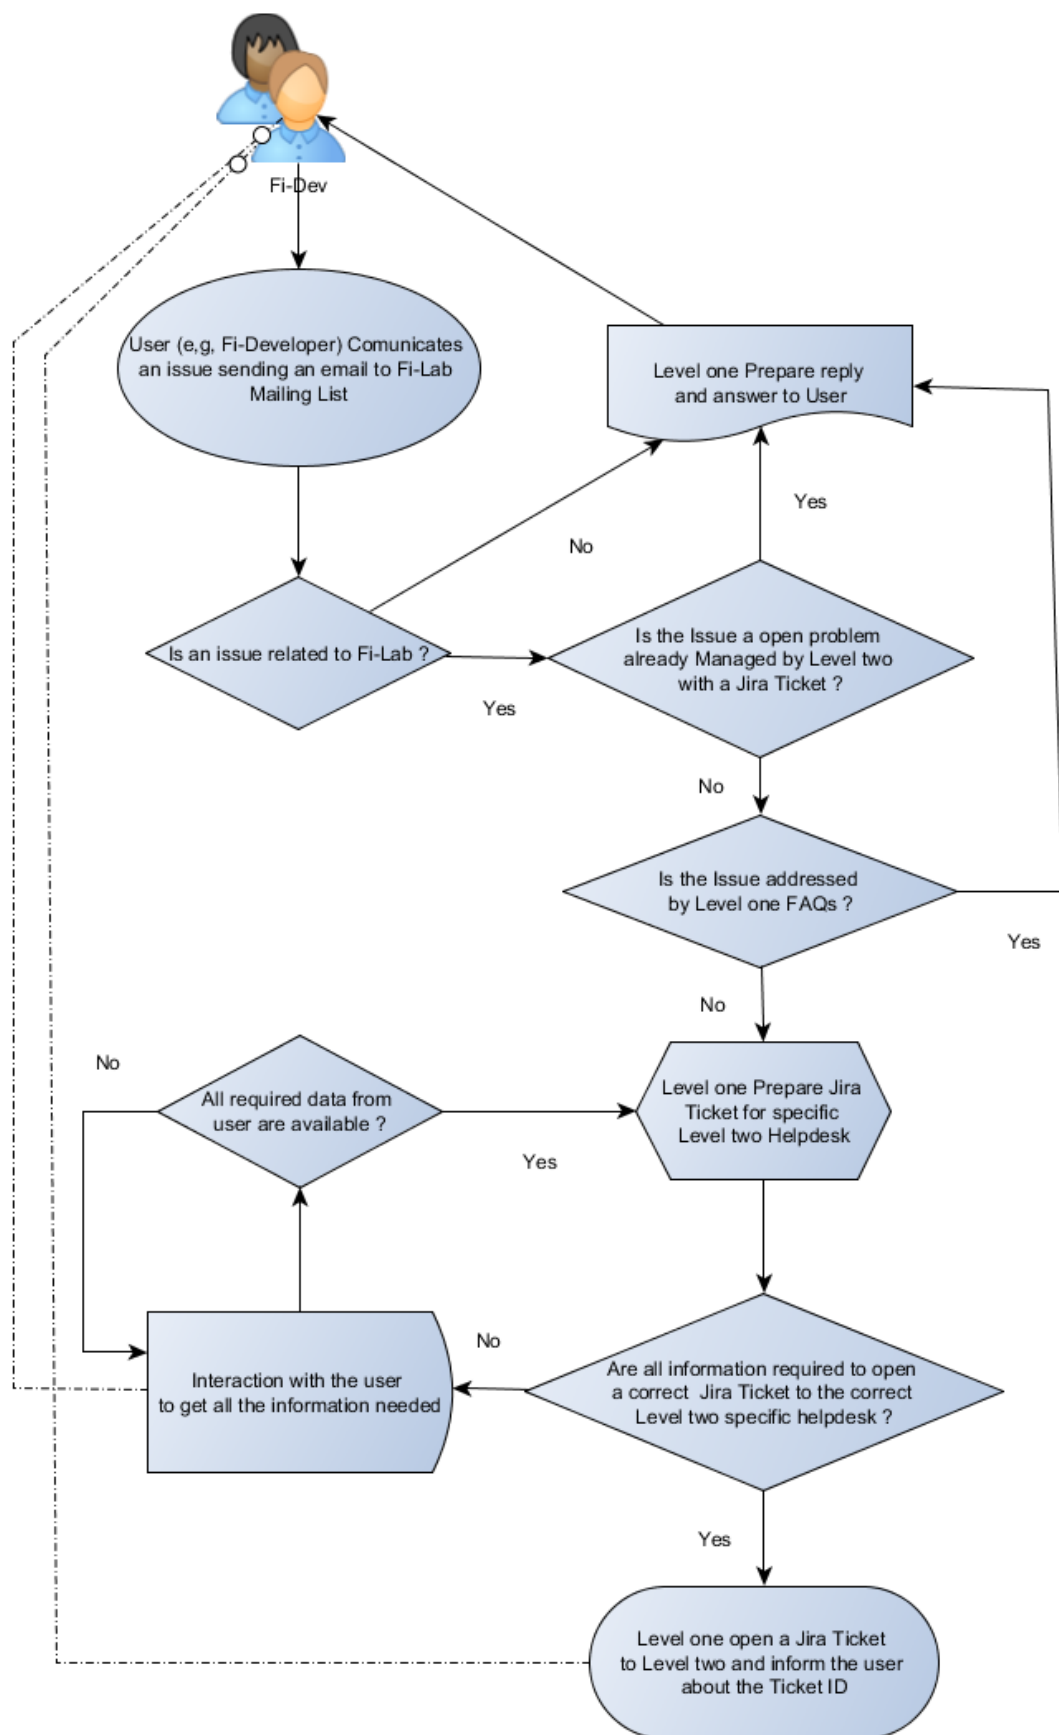 Fi-Dev
User (e,g, Fi-Developer) Comunicates
an issue sending an email to Fi-Lab
Mailing List
Level one Prepare reply
and answer to User
Yes
No
Is an issue related to Fi-Lab ?
Is the Issue a open problem
already Managed by Level two
with a Jira Ticket ?
Yes
No
Is the Issue addressed
by Level one FAQs ?
Yes
No
No
All required data from
user are available ?
Level one Prepare Jira
Ticket for specific
Level two Helpdesk
Yes
No
Interaction with the user
to get all the information needed
Are all information required to open
a correct  Jira Ticket to the correct
Level two specific helpdesk ?
Yes
Level one open a Jira Ticket
to Level two and inform the user
about the Ticket ID